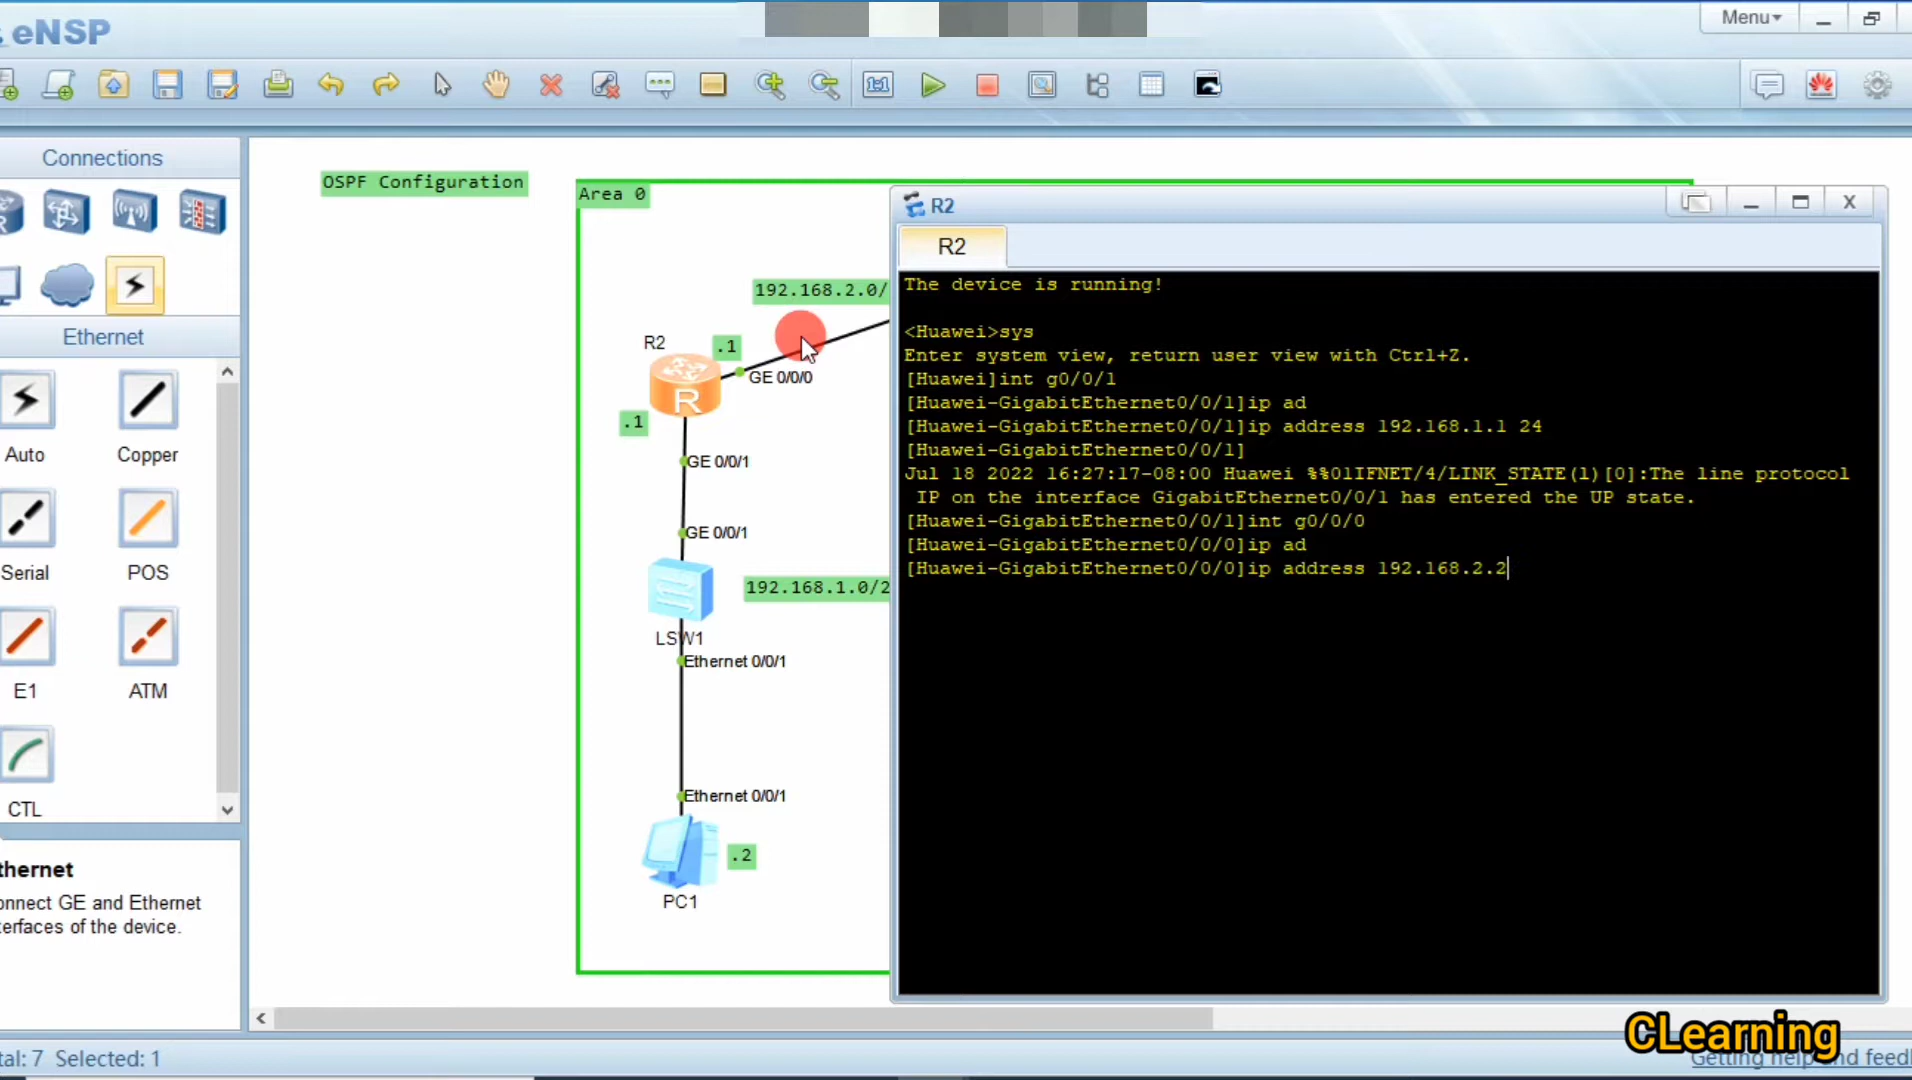 eNSP
Menu
Connections
Ethernet
Auto
Copper
Serial
POS
E1
ATM
CTL
thernet
onnect GE and Ethernet
erfaces of the device.
OSPF Configuration
Area 0
192.168.2.0/
R2
.1
GE 0/0/0
.1
GE 0/0/1
GE 0/0/1
192.168.1.0/2
LSW1
Ethernet 0/0/1
Ethernet 0/0/1
.2
PC1
R2
R2
The device is running!
<Huawei>sys
Enter system view, return user view with Ctrl+Z.
[Huawei]int g0/0/1
[Huawei-GigabitEthernet0/0/1]ip ad
[Huawei-GigabitEthernet0/0/1]ip address 192.168.1.1 24
[Huawei-GigabitEthernet0/0/1]
Jul 18 2022 16:27:17-08:00 Huawei %%01IFNET/4/LINK_STATE(l)[0]:The line protocol
IP on the interface GigabitEthernet0/0/1 has entered the UP state.
[Huawei-GigabitEthernet0/0/1]int g0/0/0
[Huawei-GigabitEthernet0/0/0]ip ad
[Huawei-GigabitEthernet0/0/0]ip address 192.168.2.2
CLearning
tal: 7 Selected: 1
Getting help and feed